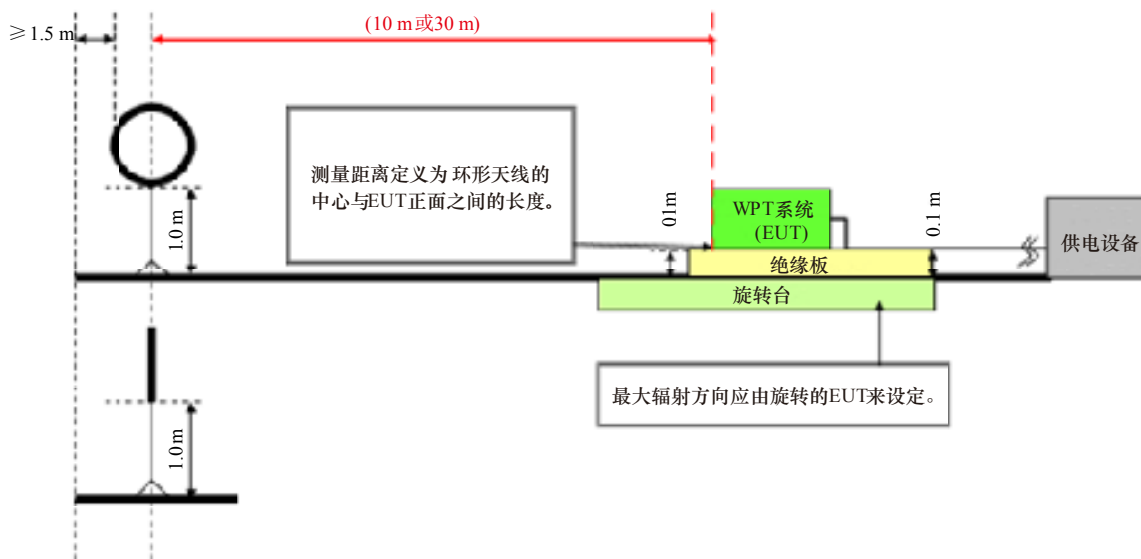 ≥1.5 m
(10 m或30 m)
测量距离定义为 环形天线的
中心与EUT正面之间的长度。
1.0 m
01m
WPT系统
(EUT)
0.1 m
供电设备
绝缘板
旋转台
最大辐射方向应由旋转的EUT来设定。
1.0m